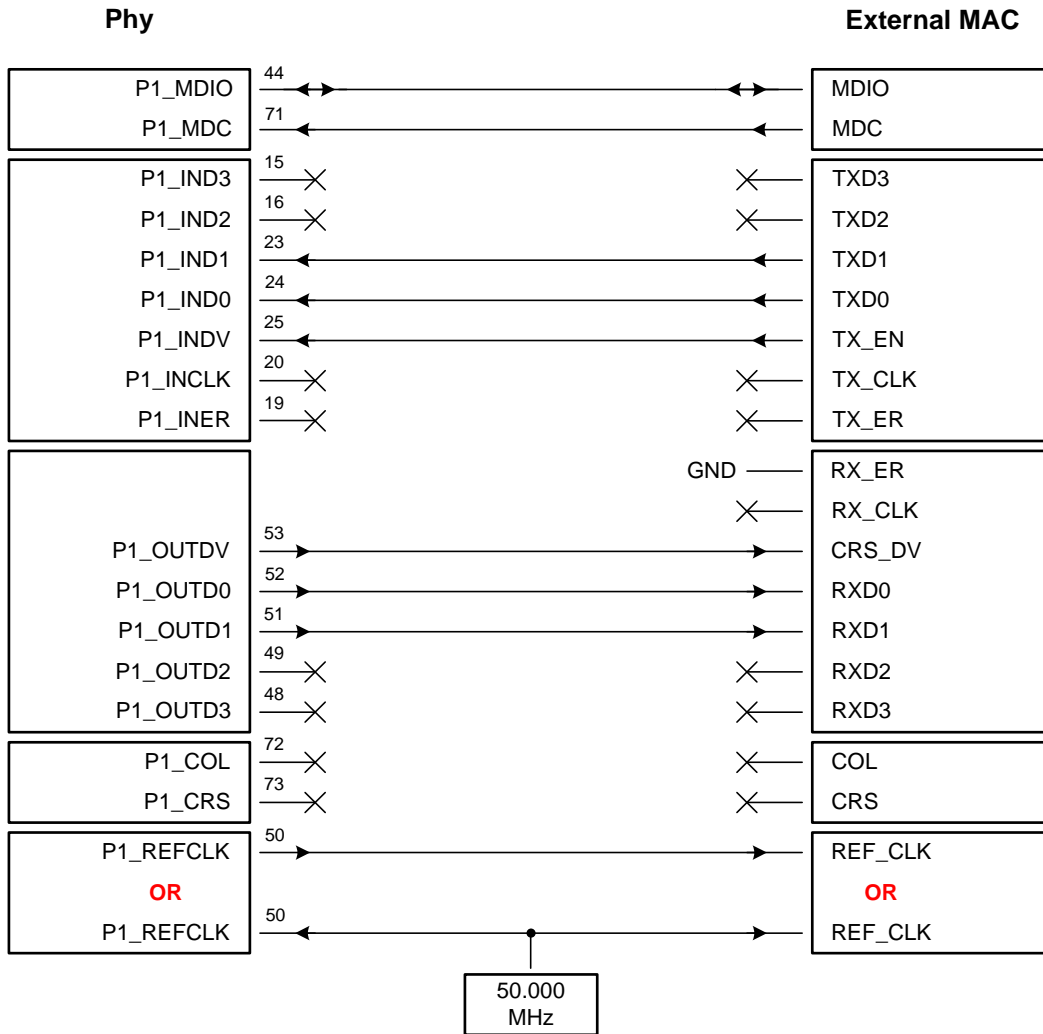 Phy External MAC
P1_MDIO 44 MDIO
P1_MDC 71 MDC
P1_IND3 15 TXD3
P1_IND2 16 TXD2
P1_IND1 23 TXD1
P1_IND0 24 TXD0
P1_INDV 25 TX_EN
P1_INCLK 20 TX_CLK
P1_INER 19 TX_ER
GND RX_ER
RX_CLK
P1_OUTDV 53 CRS_DV
P1_OUTD0 52 RXD0
P1_OUTD1 51 RXD1
P1_OUTD2 49 RXD2
P1_OUTD3 48 RXD3
P1_COL 72 COL
P1_CRS 73 CRS
P1_REFCLK 50 REF_CLK
OR OR
P1_REFCLK 50 REF_CLK
50.000
MHz